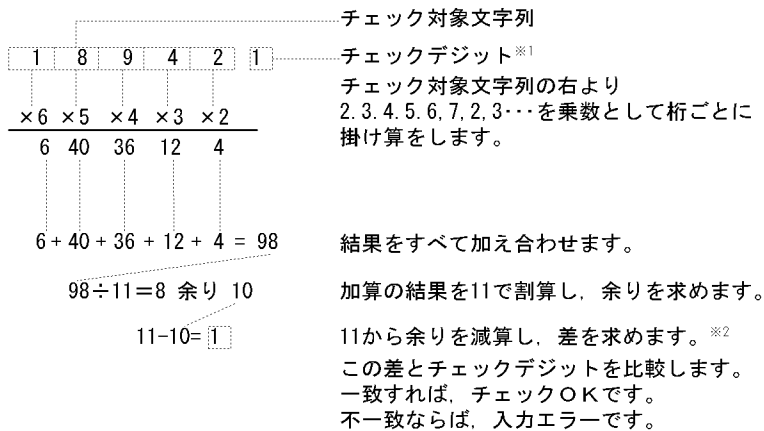 チェック対象文字列
1 8 9 4 2 1 チェックデジット※1
チェック対象文字列の右より
×6 ×5 ×4 ×3 ×2 2.3.4.5.6,7,2,3･･･を乗数として桁ごとに
掛け算をします。
6 40 36 12 4
6+40+36+12+4=98 結果をすべて加え合わせます。
98÷11=8 余り 10 加算の結果を11で割算し,余りを求めます。
11-10=1 11から余りを減算し,差を求めます。※2
この差とチェックデジットを比較します。
一致すれば,チェックOKです。
不一致ならば,入力エラーです。